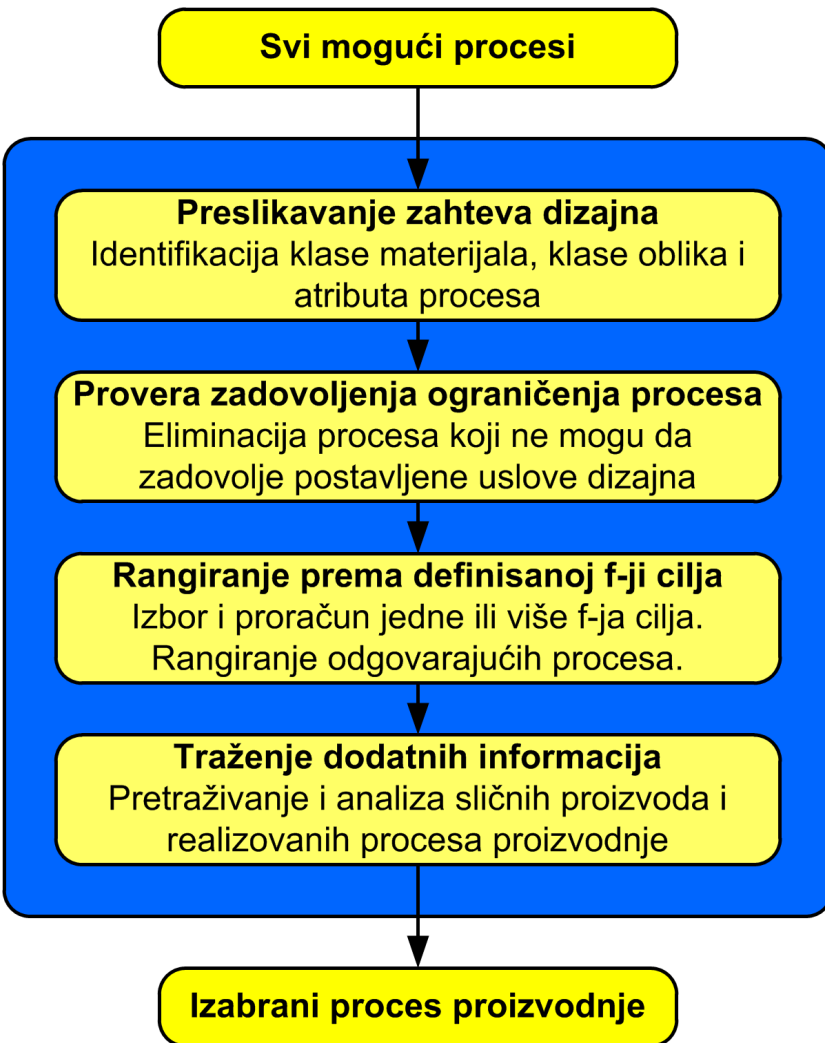 Svi mogući procesi
Preslikavanje zahteva dizajna
Identifikacija klase materijala, klase oblika i
atributa procesa
Provera zadovoljenja ograničenja procesa
Eliminacija procesa koji ne mogu da
zadovolje postavljene uslove dizajna
Rangiranje prema definisanoj f-ji cilja
Izbor i proračun jedne ili više f-ja cilja.
Rangiranje odgovarajućih procesa.
Traženje dodatnih informacija
Pretraživanje i analiza sličnih proizvoda i
realizovanih procesa proizvodnje
Izabrani proces proizvodnje